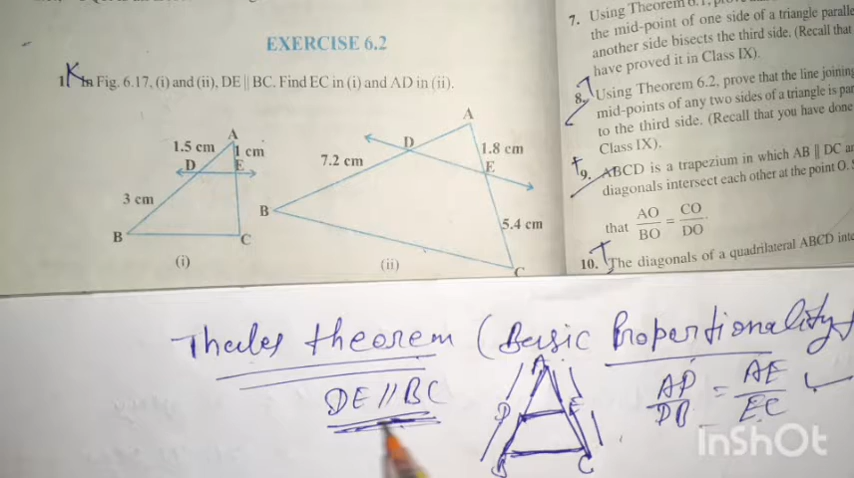 EXERCISE 6.2
1. In Fig. 6.17, (i) and (ii), DE || BC. Find EC in (i) and AD in (ii).
A
1.5 cm
1 cm
D
E
3 cm
B
C
(i)
A
D
1.8 cm
7.2 cm
E
B
5.4 cm
C
(ii)
7. Using Theorem 6.1,
the mid-point of one side of a triangle
another side bisects the third side. (Recall that
have proved it in Class IX).
8. Using Theorem 6.2, prove that the line joining
mid-points of any two sides of a triangle is
to the third side. (Recall that you have done
Class IX).
9. ABCD is a trapezium in which AB || DC
diagonals intersect each other at the point O.
that AO/BO = CO/DO.
10. The diagonals of a quadrilateral ABCD
Thales theorem (Basic Proportionality
DE // BC
A
D
E
B
C
AD/DB = AE/EC
InShOt